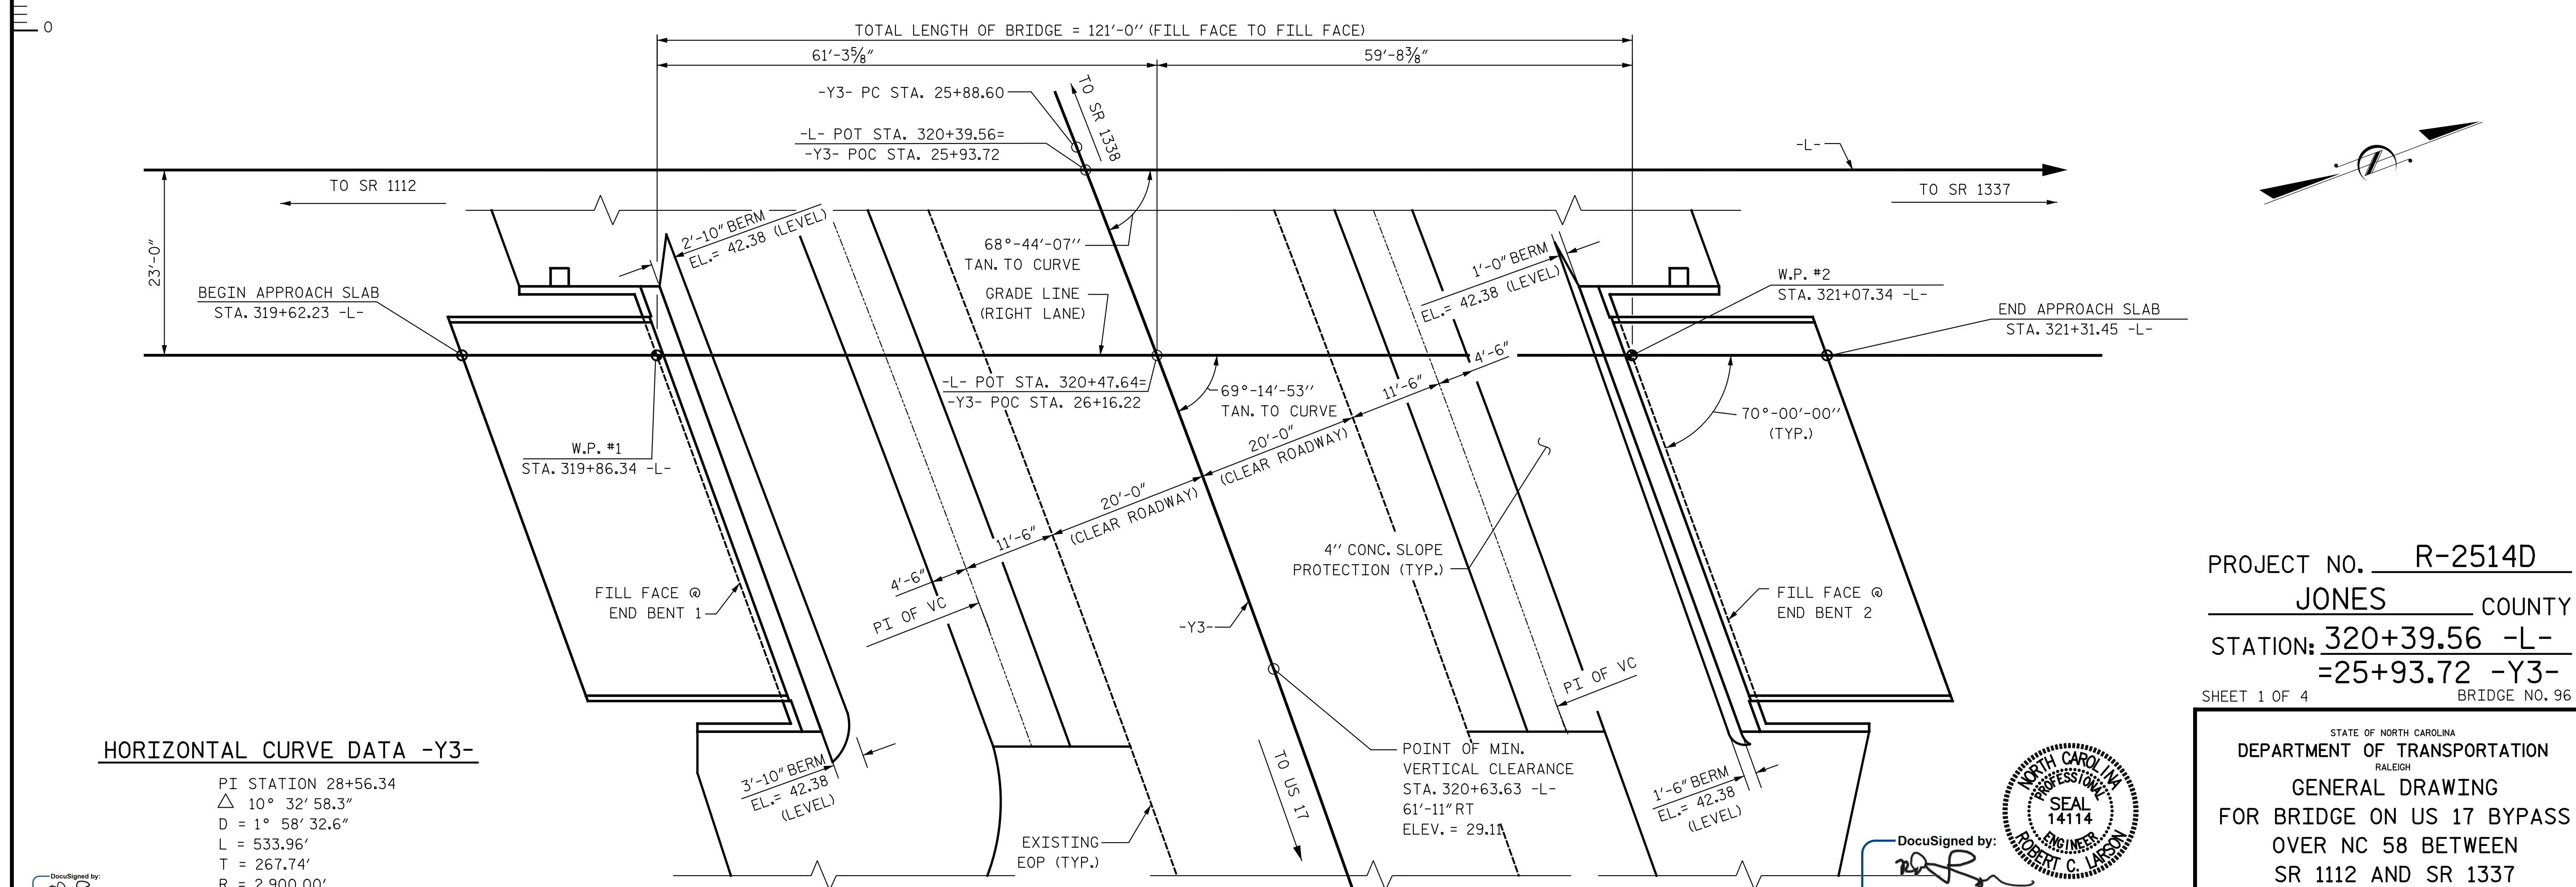 0
TOTAL LENGTH OF BRIDGE = 121'-0" (FILL FACE TO FILL FACE)
61'-3⅝"
59'-8⅜"
-Y3- PC STA. 25+88.60
TO SR 1338
-L- POT STA. 320+39.56=
-Y3- POC STA. 25+93.72
-L-
TO SR 1112
TO SR 1337
23'-0"
2'-10" BERM
EL.= 42.38 (LEVEL)
68°-44'-07"
TAN. TO CURVE
1'-0" BERM
EL.= 42.38 (LEVEL)
W.P. #2
STA. 321+07.34 -L-
BEGIN APPROACH SLAB
STA. 319+62.23 -L-
GRADE LINE
(RIGHT LANE)
END APPROACH SLAB
STA. 321+31.45 -L-
-L- POT STA. 320+47.64=
-Y3- POC STA. 26+16.22
69°-14'-53"
TAN. TO CURVE
4'-6"
11'-6"
20'-0"
(CLEAR ROADWAY)
70°-00'-00"
(TYP.)
W.P. #1
STA. 319+86.34 -L-
20'-0"
(CLEAR ROADWAY)
11'-6"
4'-6"
PI OF VC
4" CONC. SLOPE
PROTECTION (TYP.)
FILL FACE @
END BENT 1
FILL FACE @
END BENT 2
-Y3-
PI OF VC
PROJECT NO. R-2514D
JONES COUNTY
STATION: 320+39.56 -L-
=25+93.72 -Y3-
SHEET 1 OF 4
BRIDGE NO. 96
HORIZONTAL CURVE DATA -Y3-
PI STATION 28+56.34
△ 10° 32' 58.3"
D = 1° 58' 32.6"
L = 533.96'
T = 267.74'
R = 2,900.00'
3'-10" BERM
EL.= 42.38
(LEVEL)
EXISTING
EOP (TYP.)
TO US 17
POINT OF MIN.
VERTICAL CLEARANCE
STA. 320+63.63 -L-
61'-11" RT
ELEV. = 29.11
1'-6" BERM
EL.= 42.38
(LEVEL)
NORTH CAROLINA
PROFESSIONAL
SEAL
14114
ENGINEER
ROBERT C. LARSON
DocuSigned by:
DocuSigned by:
STATE OF NORTH CAROLINA
DEPARTMENT OF TRANSPORTATION
RALEIGH
GENERAL DRAWING
FOR BRIDGE ON US 17 BYPASS
OVER NC 58 BETWEEN
SR 1112 AND SR 1337